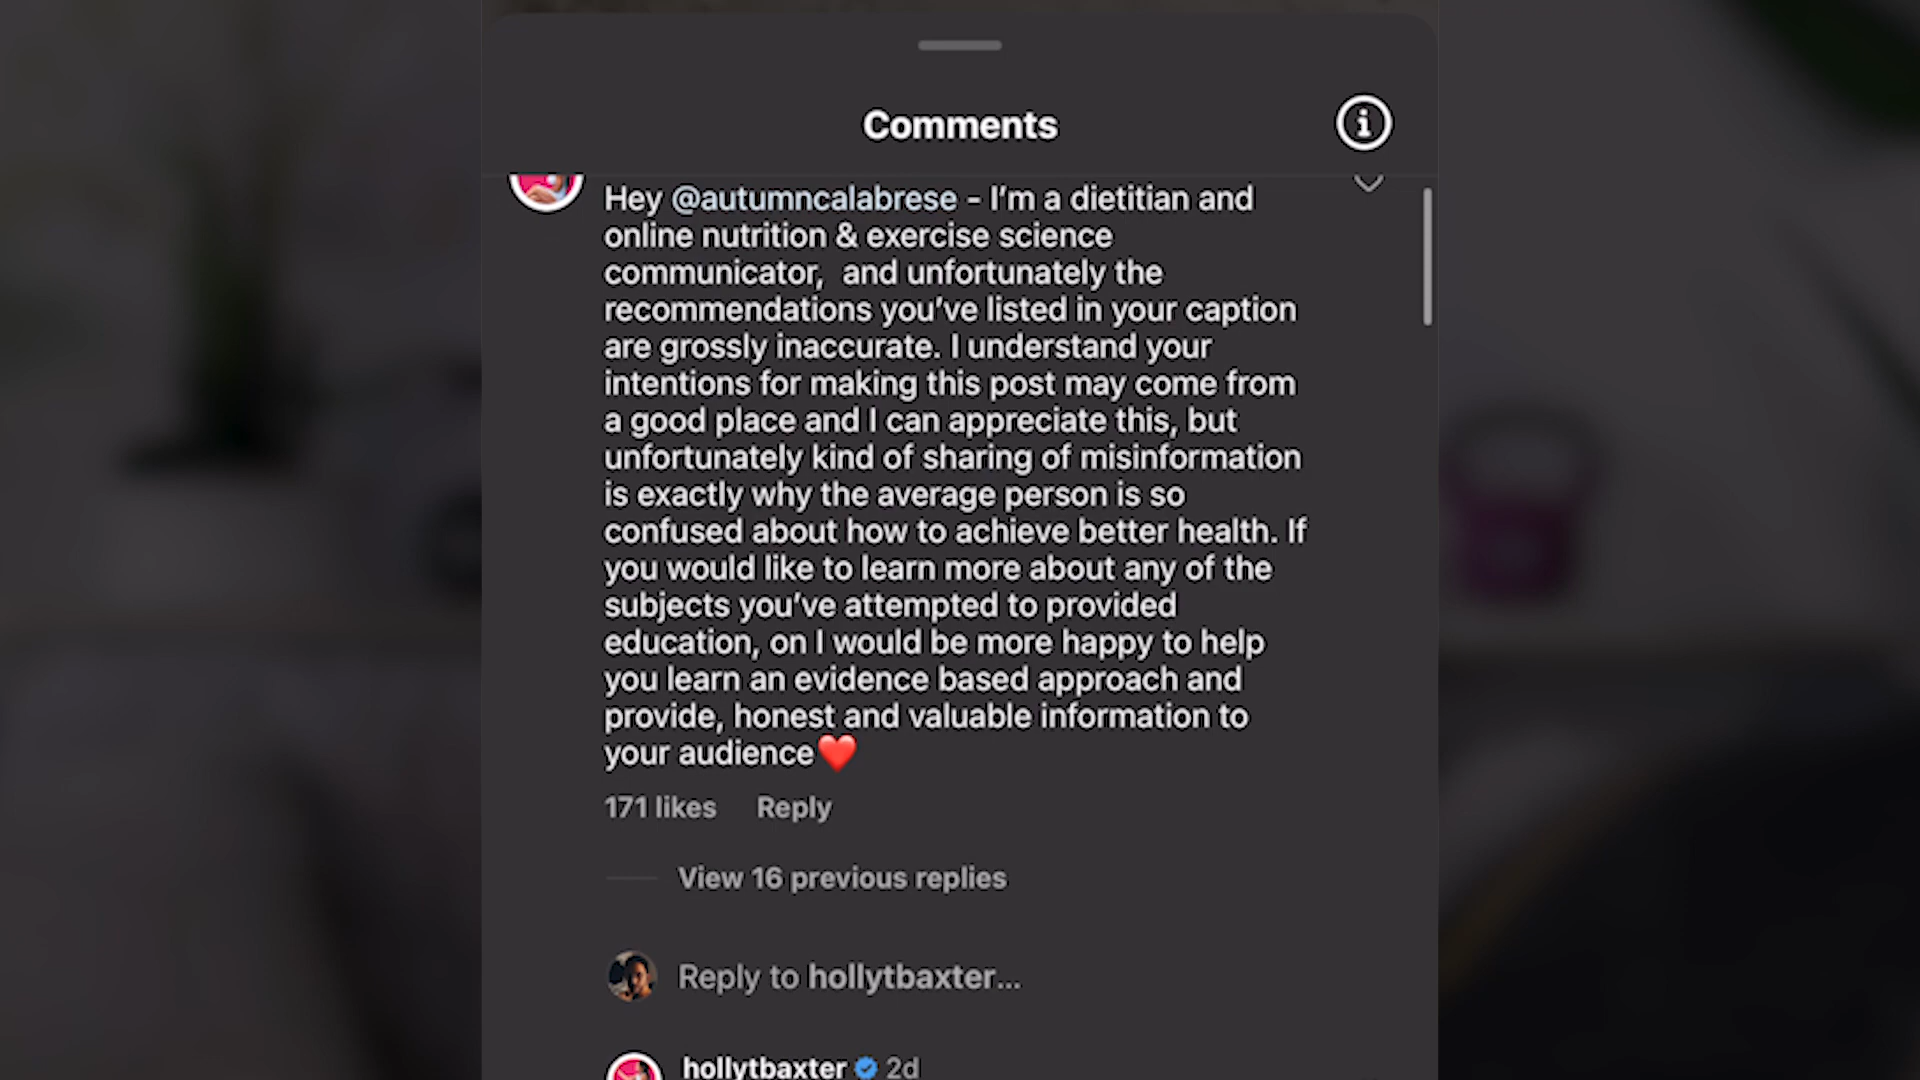 Comments
Hey @autumncalabrese - I’m a dietitian and
online nutrition & exercise science
communicator,  and unfortunately the
recommendations you’ve listed in your caption
are grossly inaccurate. I understand your
intentions for making this post may come from
a good place and I can appreciate this, but
unfortunately kind of sharing of misinformation
is exactly why the average person is so
confused about how to achieve better health. If
you would like to learn more about any of the
subjects you’ve attempted to provided
education, on I would be more happy to help
you learn an evidence based approach and
provide, honest and valuable information to
your audience❤️
171 likes Reply
View 16 previous replies
Reply to hollytbaxter...
hollytbaxter 2d